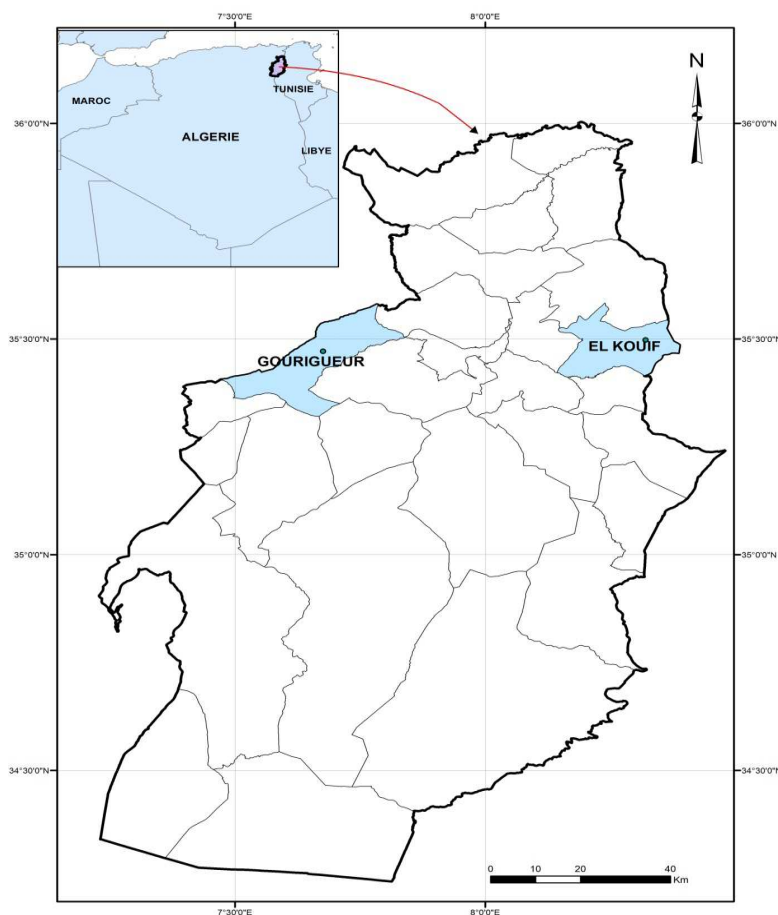 7°30'0"E
8°0'0"E
N
MAROC
TUNISIE
ALGERIE
LIBYE
36°0'0"N
36°0'0"N
35°30'0"N
35°30'0"N
GOURIGUEUR
EL KOUIF
35°0'0"N
35°0'0"N
34°30'0"N
34°30'0"N
0 10 20 40
Km
7°30'0"E
8°0'0"E